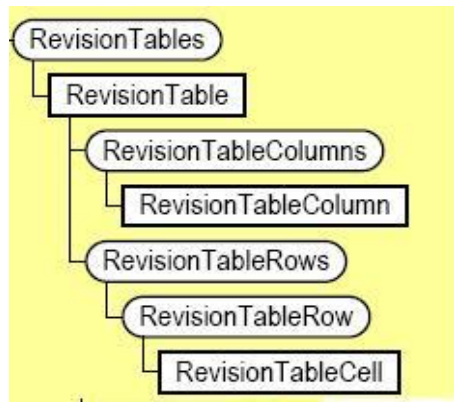 RevisionTables
RevisionTable
RevisionTableColumns
RevisionTableColumn
RevisionTableRows
RevisionTableRow
RevisionTableCell